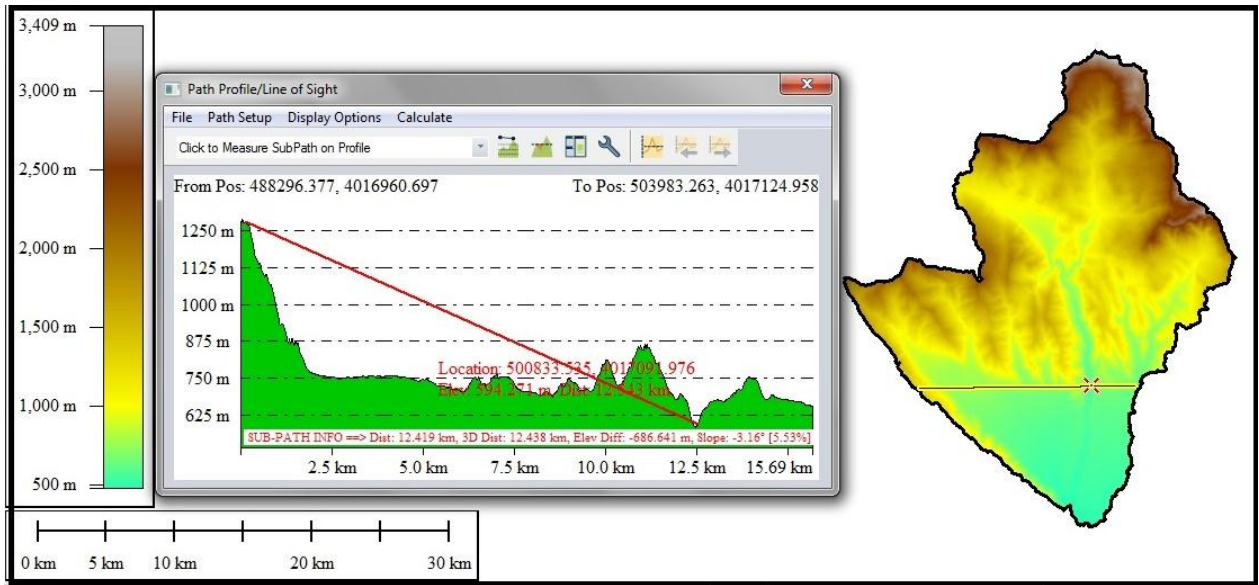 3,409 m
3,000 m
2,500 m
2,000 m
1,500 m
1,000 m
500 m
0 km 5 km 10 km 20 km 30 km
Path Profile/Line of Sight
File Path Setup Display Options Calculate
Click to Measure SubPath on Profile
From Pos: 488296.377, 4016960.697 To Pos: 503983.263, 4017124.958
1250 m
1125 m
1000 m
875 m
750 m
625 m
Location: 500833.535, 4017091.976
Elev: 594.271 m, Dist: 12.543 km
SUB-PATH INFO ==> Dist: 12.419 km, 3D Dist: 12.438 km, Elev Diff: -686.641 m, Slope: -3.16° [5.53%]
2.5 km 5.0 km 7.5 km 10.0 km 12.5 km 15.69 km